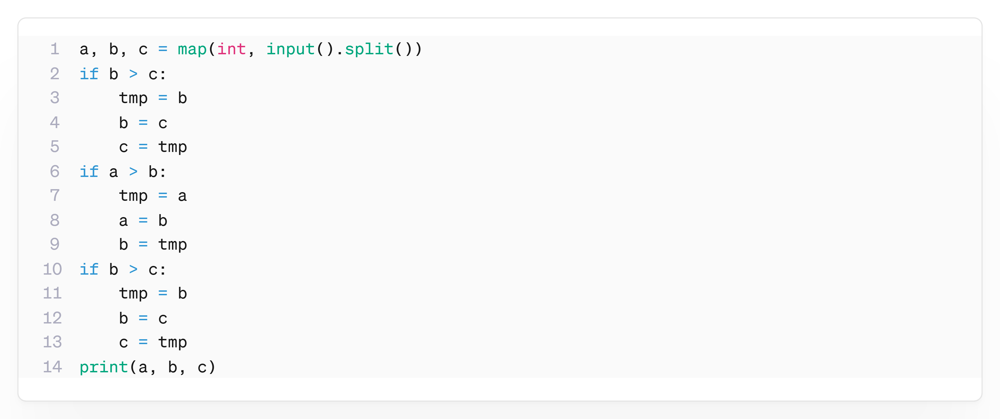 1 a, b, c = map(int, input().split())
2 if b > c:
3     tmp = b
4     b = c
5     c = tmp
6 if a > b:
7     tmp = a
8     a = b
9     b = tmp
10 if b > c:
11     tmp = b
12     b = c
13     c = tmp
14 print(a, b, c)